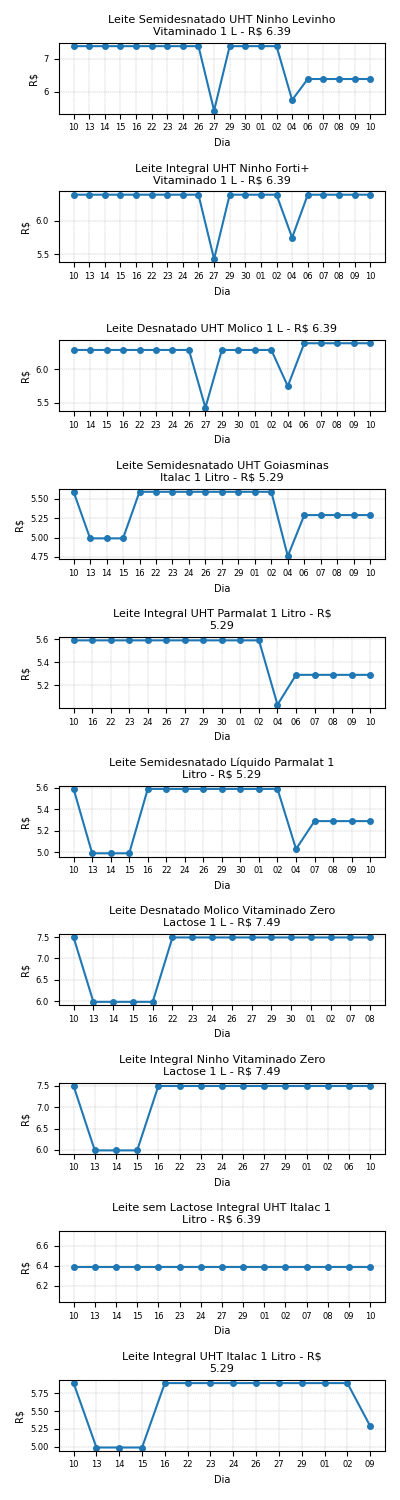 Leite Semidesnatado UHT Ninho Levinho
Vitaminado 1 L - R$ 6.39
7
6
R$
10 13 14 15 16 22 23 24 26 27 29 30 01 02 04 06 07 08 09 10
Dia
Leite Integral UHT Ninho Forti+
Vitaminado 1 L - R$ 6.39
6.0
5.5
R$
10 13 14 15 16 22 23 24 26 27 29 30 01 02 04 06 07 08 09 10
Dia
Leite Desnatado UHT Molico 1 L - R$ 6.39
6.0
5.5
R$
10 14 15 16 22 23 24 26 27 29 30 01 02 04 06 07 08 09 10
Dia
Leite Semidesnatado UHT Goiasminas
Italac 1 Litro - R$ 5.29
5.50
5.25
5.00
4.75
R$
10 13 14 15 16 22 23 24 26 27 29 01 02 04 06 07 08 09 10
Dia
Leite Integral UHT Parmalat 1 Litro - R$
5.29
5.6
5.4
5.2
R$
10 16 22 23 24 26 27 29 30 01 02 04 06 07 08 09 10
Dia
Leite Semidesnatado Líquido Parmalat 1
Litro - R$ 5.29
5.6
5.4
5.2
5.0
R$
10 13 14 15 16 24 26 27 29 30 01 02 04 07 08 09 10
Dia
Leite Desnatado Molico Vitaminado Zero
Lactose 1 L - R$ 7.49
7.5
7.0
6.5
6.0
R$
10 13 14 15 16 22 23 24 26 27 29 30 01 02 07 08
Dia
Leite Integral Ninho Vitaminado Zero
Lactose 1 L - R$ 7.49
7.5
7.0
6.5
6.0
R$
10 13 14 15 16 22 23 24 26 27 29 01 02 06 10
Dia
Leite sem Lactose Integral UHT Italac 1
Litro - R$ 6.39
6.6
6.4
6.2
R$
10 13 14 15 16 23 24 27 29 01 02 07 08 09 10
Dia
Leite Integral UHT Italac 1 Litro - R$
5.29
5.75
5.50
5.25
5.00
R$
10 13 14 15 16 22 23 24 26 27 29 01 02 09
Dia